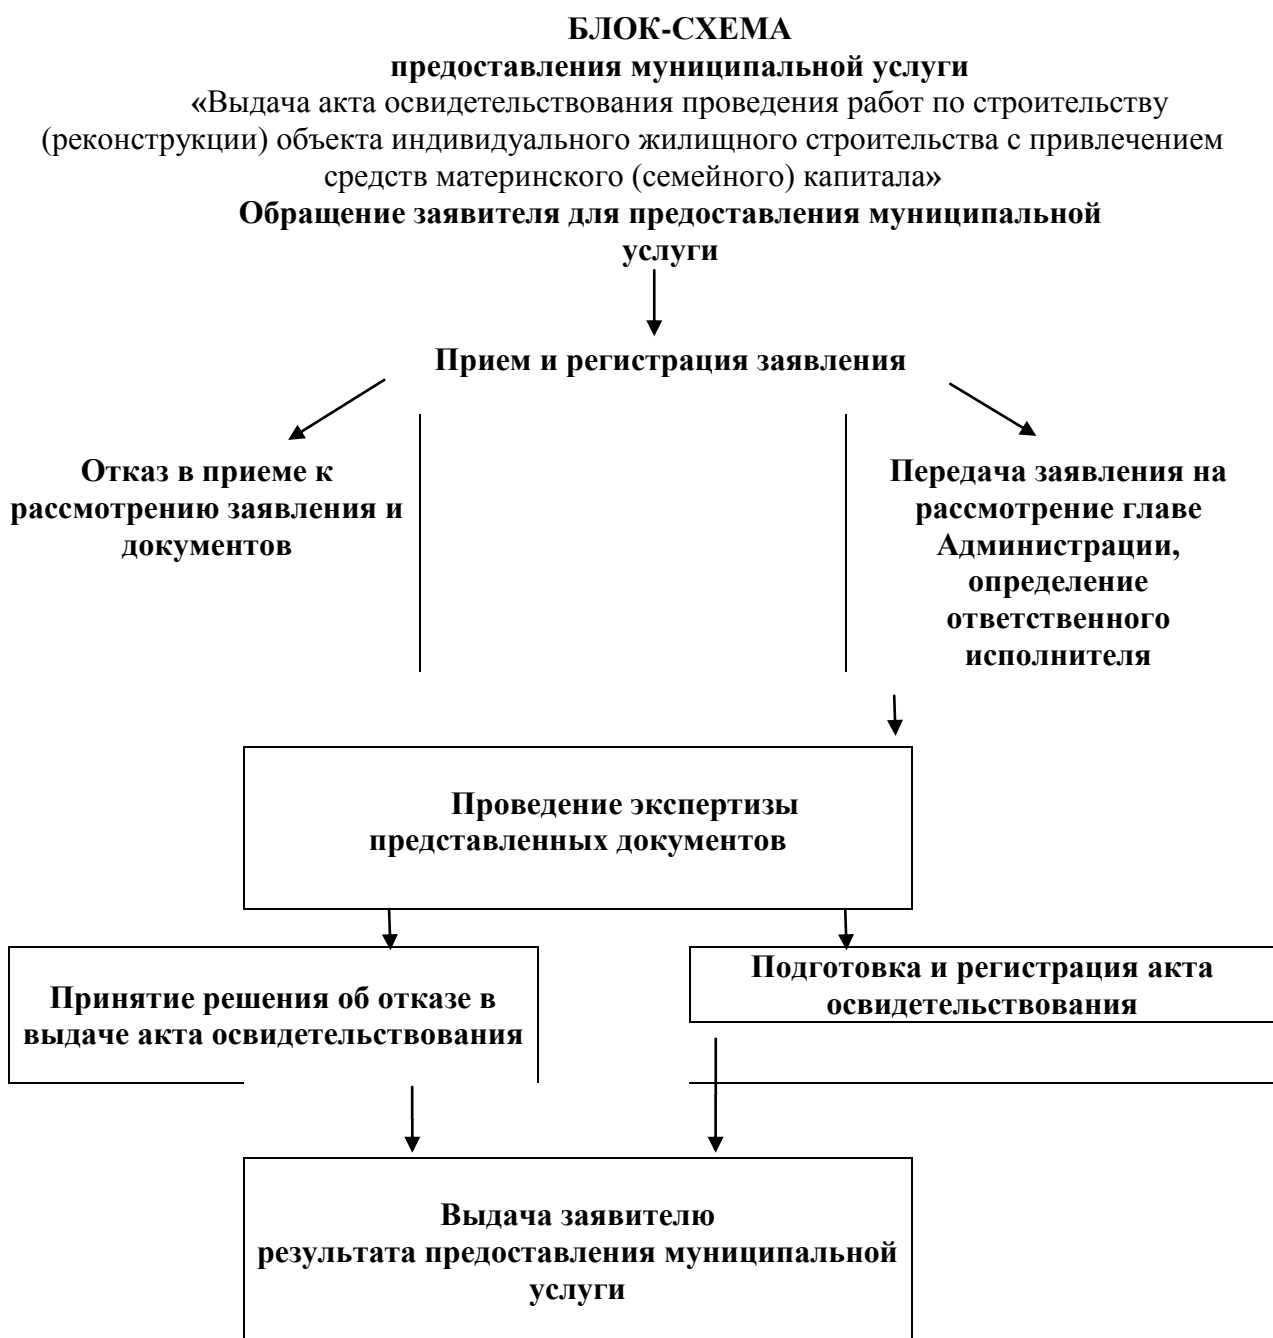 БЛОК-СХЕМА
предоставления муниципальной услуги
«Выдача акта освидетельствования проведения работ по строительству
(реконструкции) объекта индивидуального жилищного строительства с привлечением
средств материнского (семейного) капитала»
Обращение заявителя для предоставления муниципальной
услуги
Прием и регистрация заявления
Отказ в приеме к
рассмотрению заявления и
документов
Передача заявления на
рассмотрение главе
Администрации,
определение
ответственного
исполнителя
Проведение экспертизы
представленных документов
Принятие решения об отказе в
выдаче акта освидетельствования
Подготовка и регистрация акта
освидетельствования
Выдача заявителю
результата предоставления муниципальной
услуги